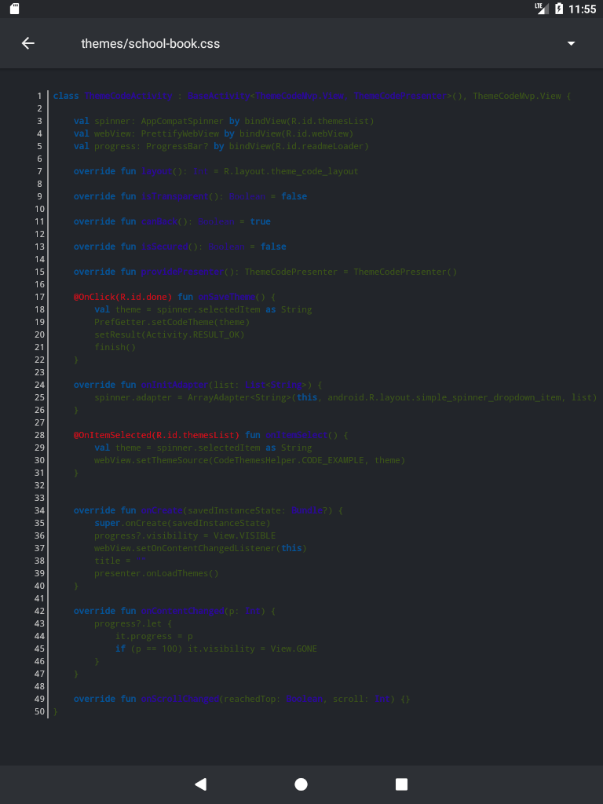 LTE 11:55
themes/school-book.css
1 class ThemeCodeActivity : BaseActivity<ThemeCodeMvp.View, ThemeCodePresenter>(), ThemeCodeMvp.View {
2
3 val spinner: AppCompatSpinner by bindView(R.id.themesList)
4 val webView: PrettifyWebView by bindView(R.id.webView)
5 val progress: ProgressBar? by bindView(R.id.readmeLoader)
6
7 override fun layout(): Int = R.layout.theme_code_layout
8
9 override fun isTransparent(): Boolean = false
10
11 override fun canBack(): Boolean = true
12
13 override fun isSecured(): Boolean = false
14
15 override fun providePresenter(): ThemeCodePresenter = ThemeCodePresenter()
16
17 @OnClick(R.id.done) fun () {
18 val theme = spinner.selectedItem as String
19 PrefGetter.setCodeTheme(theme)
20 setResult(Activity.RESULT_OK)
21 finish()
22 }
23
24 override fun onInitAdapter(list: List<String>) {
25 spinner.adapter = ArrayAdapter<String>(this, android.R.layout.simple_spinner_dropdown_item, list)
26 }
27
28 @OnItemSelected(R.id.themesList) fun onItemSelect() {
29 val theme = spinner.selectedItem as String
30 webView.setThemeSource(CodeThemesHelper.CODE_EXAMPLE, theme)
31 }
32
33
34 override fun onCreate(savedInstanceState: Bundle?) {
35 super.onCreate(savedInstanceState)
36 progress?.visibility = View.VISIBLE
37 webView.setOnContentChangedListener(this)
38 title =
39 presenter.onLoadThemes()
40 }
41
42 override fun onContentChanged(p: Int) {
43 progress?.let {
44 it.progress = p
45 if (p == 100) it.visibility = View.GONE
46 }
47 }
48
49 override fun onScrollChanged(reachedTop: Boolean, scroll: Int) {}
50 }